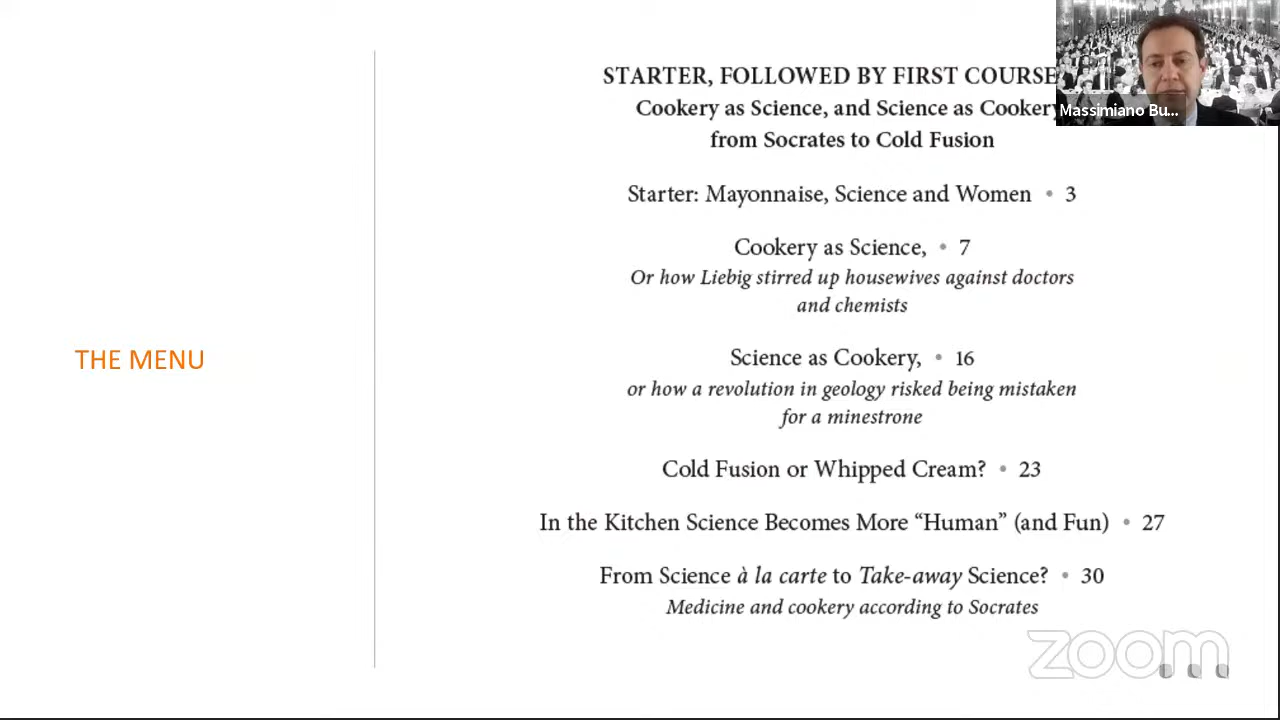 THE MENU
STARTER, FOLLOWED BY FIRST COURSE
Cookery as Science, and Science as Cookery
from Socrates to Cold Fusion
Starter: Mayonnaise, Science and Women • 3
Cookery as Science, • 7
Or how Liebig stirred up housewives against doctors
and chemists
Science as Cookery, • 16
or how a revolution in geology risked being mistaken
for a minestrone
Cold Fusion or Whipped Cream? • 23
In the Kitchen Science Becomes More “Human” (and Fun) • 27
From Science à la carte to Take-away Science? • 30
Medicine and cookery according to Socrates
Massimiano Bu...
zoom